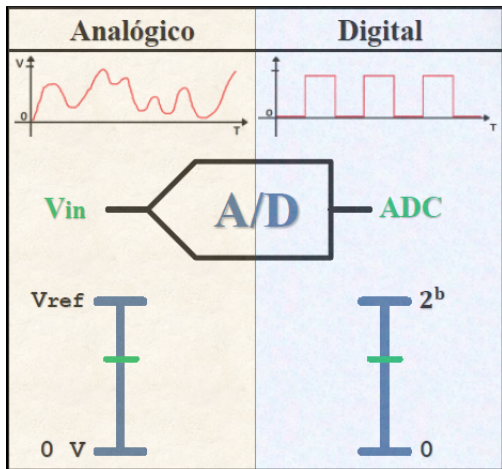 Analógico Digital
V
0
T
0
T
Vin A/D ADC
Vref 2ᵇ
0 V 0